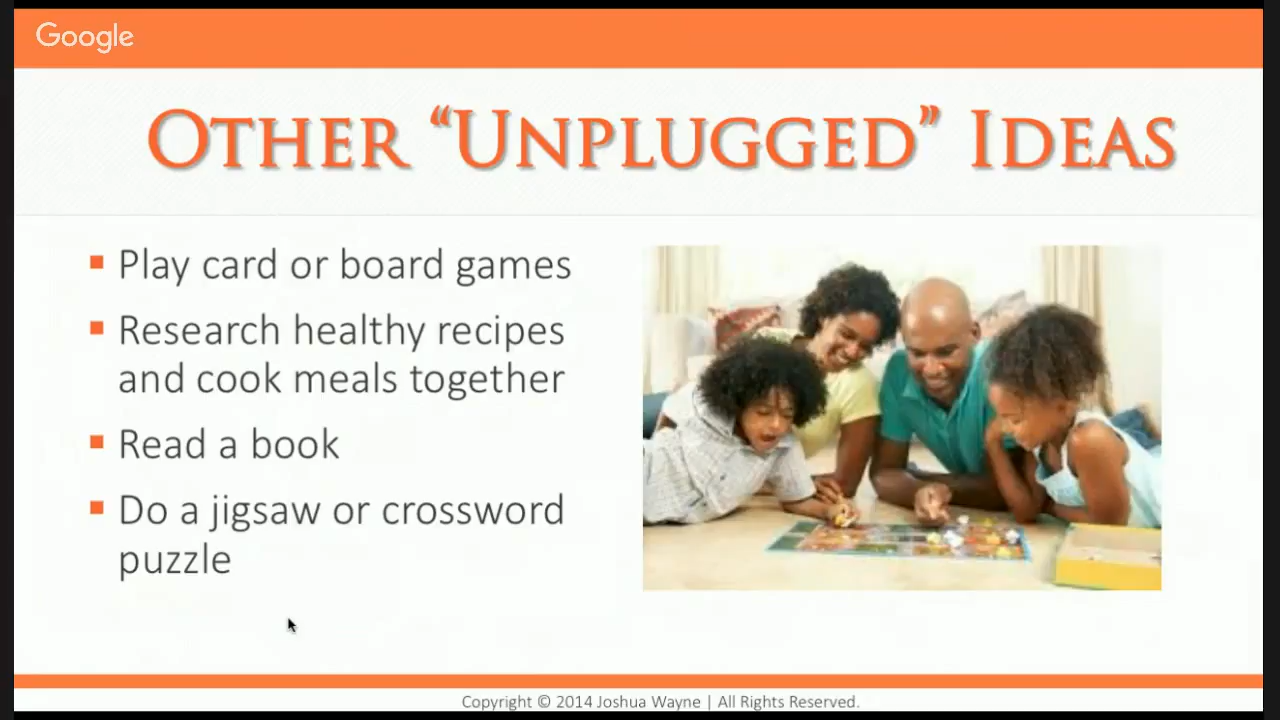 Google
OTHER “UNPLUGGED” IDEAS
Play card or board games
Research healthy recipes
and cook meals together
Read a book
Do a jigsaw or crossword
puzzle
Copyright © 2014 Joshua Wayne | All Rights Reserved.